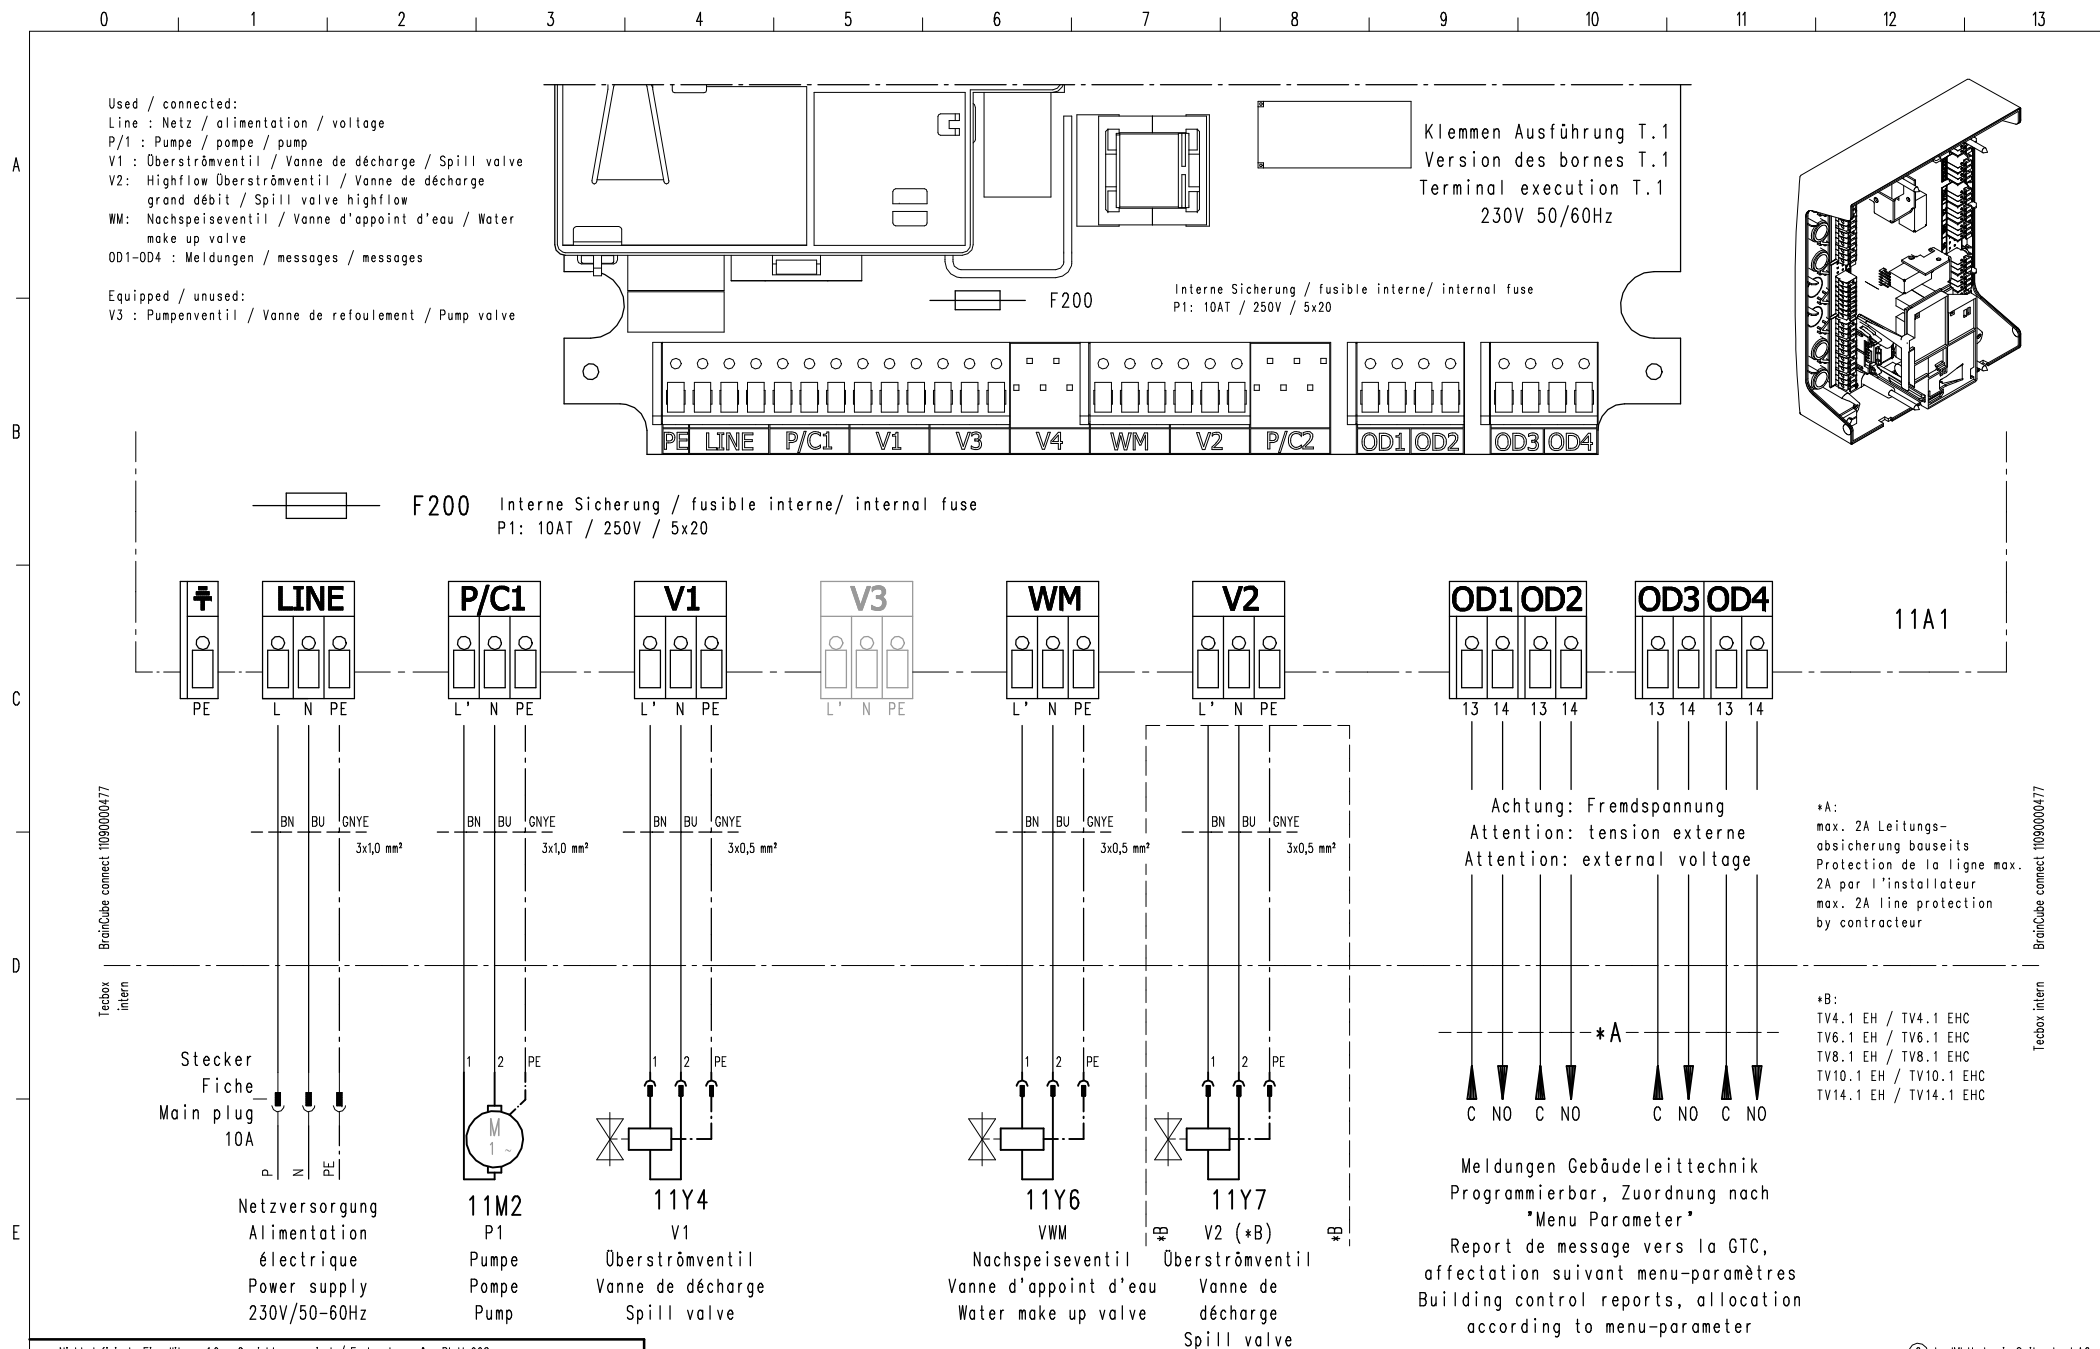 0 1 2 3 4 5 6 7 8 9 10 11 12 13
A
B
C
D
E
Used / connected:
Line : Netz / alimentation / voltage
P/1 : Pumpe / pompe / pump
V1 : Überströmventil / Vanne de décharge / Spill valve
V2: Highflow Überströmventil / Vanne de décharge
grand débit / Spill valve highflow
WM: Nachspeiseventil / Vanne d'appoint d'eau / Water
make up valve
OD1-OD4 : Meldungen / messages / messages
Equipped / unused:
V3 : Pumpenventil / Vanne de refoulement / Pump valve
Klemmen Ausführung T.1
Version des bornes T.1
Terminal execution T.1
230V 50/60Hz
F200
Interne Sicherung / fusible interne/ internal fuse
P1: 10AT / 250V / 5x20
PE LINE P/C1 V1 V3 V4 WM V2 P/C2 OD1 OD2 OD3 OD4
F200
Interne Sicherung / fusible interne/ internal fuse
P1: 10AT / 250V / 5x20
LINE P/C1 V1 V3 WM V2 OD1 OD2 OD3 OD4
11A1
PE L N PE L' N PE L' N PE L' N PE L' N PE L' N PE 13 14 13 14 13 14 13 14
BrainCube connect 11090000477
BN BU GNYE BN BU GNYE BN BU GNYE BN BU GNYE BN BU GNYE
3x1,0 mm² 3x1,0 mm² 3x0,5 mm² 3x0,5 mm² 3x0,5 mm²
Achtung: Fremdspannung
Attention: tension externe
Attention: external voltage
*A:
max. 2A Leitungs-
absicherung bauseits
Protection de la ligne max.
2A par l'installateur
max. 2A line protection
by contracteur
BrainCube connect 11090000477
Tecbox
intern
Tecbox intern
*B:
TV4.1 EH / TV4.1 EHC
TV6.1 EH / TV6.1 EHC
TV8.1 EH / TV8.1 EHC
TV10.1 EH / TV10.1 EHC
TV14.1 EH / TV14.1 EHC
*A
Stecker
Fiche
Main plug
10A
P N PE
1 2 PE 1 2 PE 1 2 PE 1 2 PE
M
1 ~
C NO C NO C NO C NO
Netzversorgung
Alimentation
électrique
Power supply
230V/50-60Hz
11M2
P1
Pumpe
Pompe
Pump
11Y4
V1
Überströmventil
Vanne de décharge
Spill valve
11Y6
VWM
Nachspeiseventil
Vanne d'appoint d'eau
Water make up valve
*B
11Y7
V2 (*B)
Überströmventil
Vanne de
décharge
Spill valve
*B
Meldungen Gebäudeleittechnik
Programmierbar, Zuordnung nach
"Menu Parameter"
Report de message vers la GTC,
affectation suivant menu-paramètres
Building control reports, allocation
according to menu-parameter